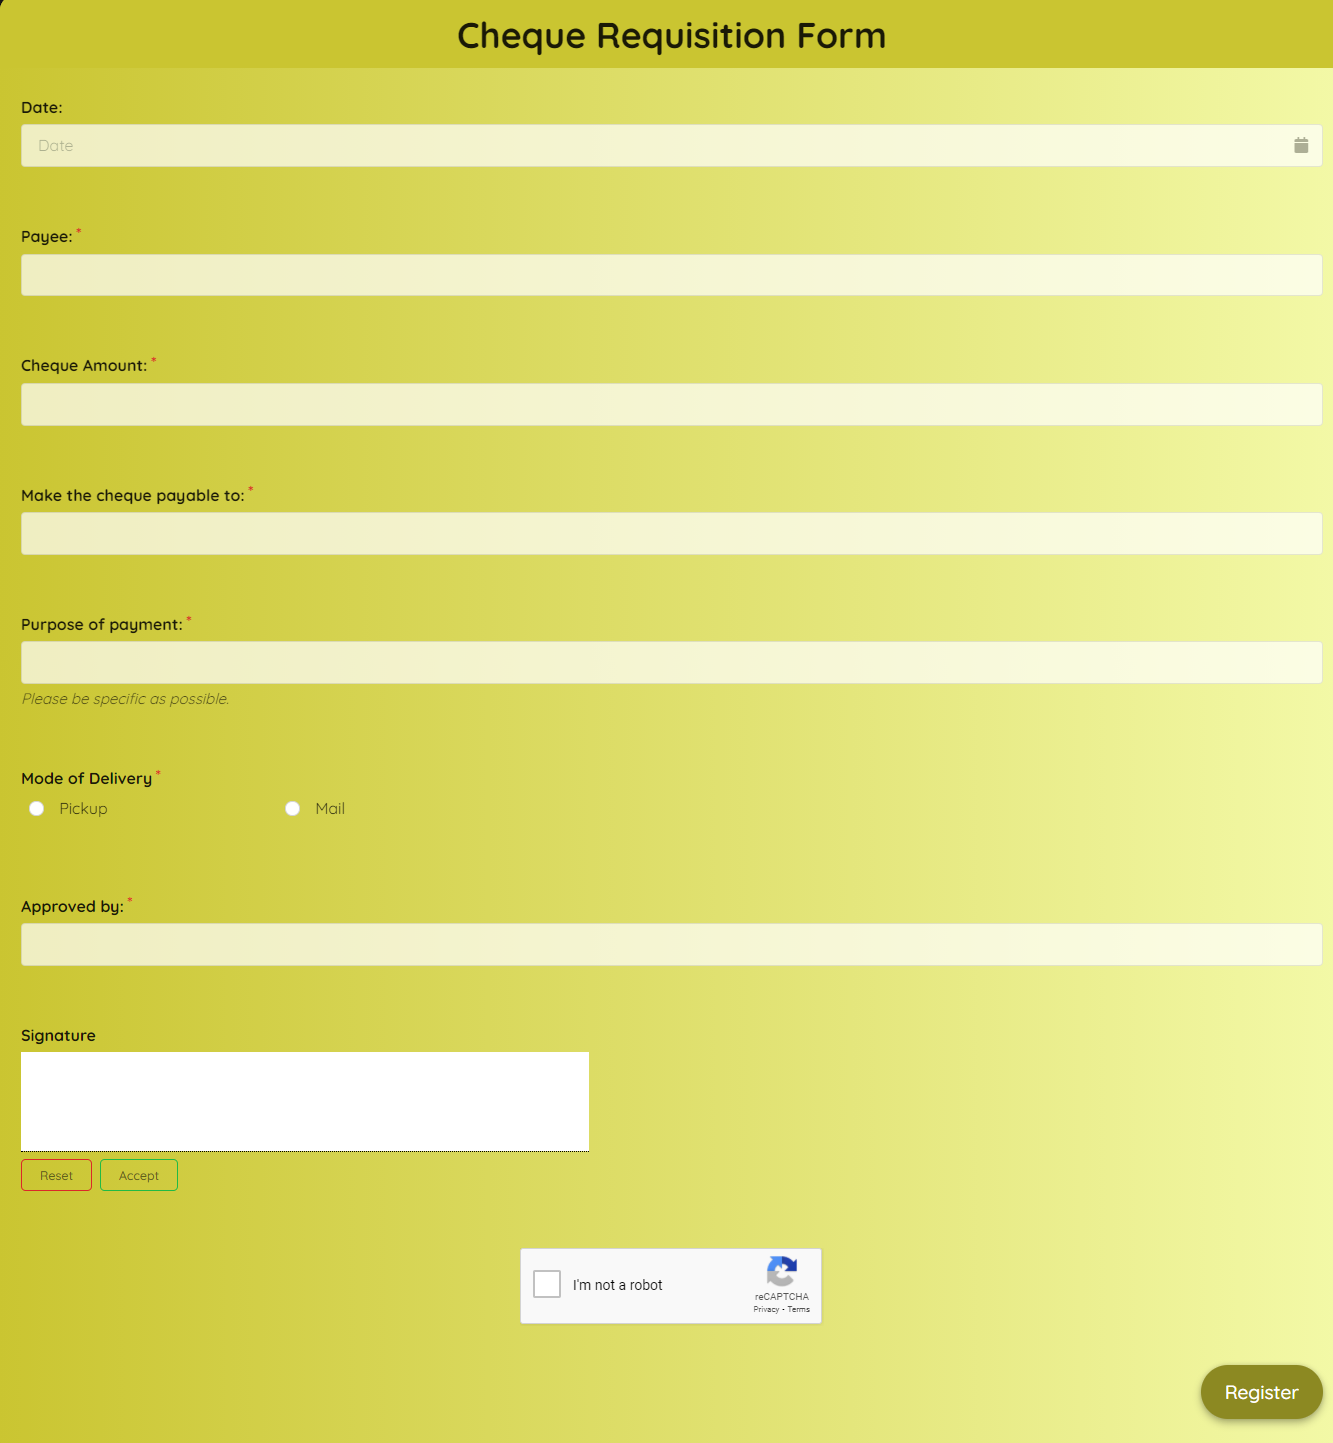 Cheque Requisition Form
Date:
Date
Payee: *
Cheque Amount: *
Make the cheque payable to: *
Purpose of payment: *
Please be specific as possible.
Mode of Delivery *
Pickup Mail
Approved by: *
Signature
Reset Accept
I'm not a robot
reCAPTCHA
Privacy - Terms
Register